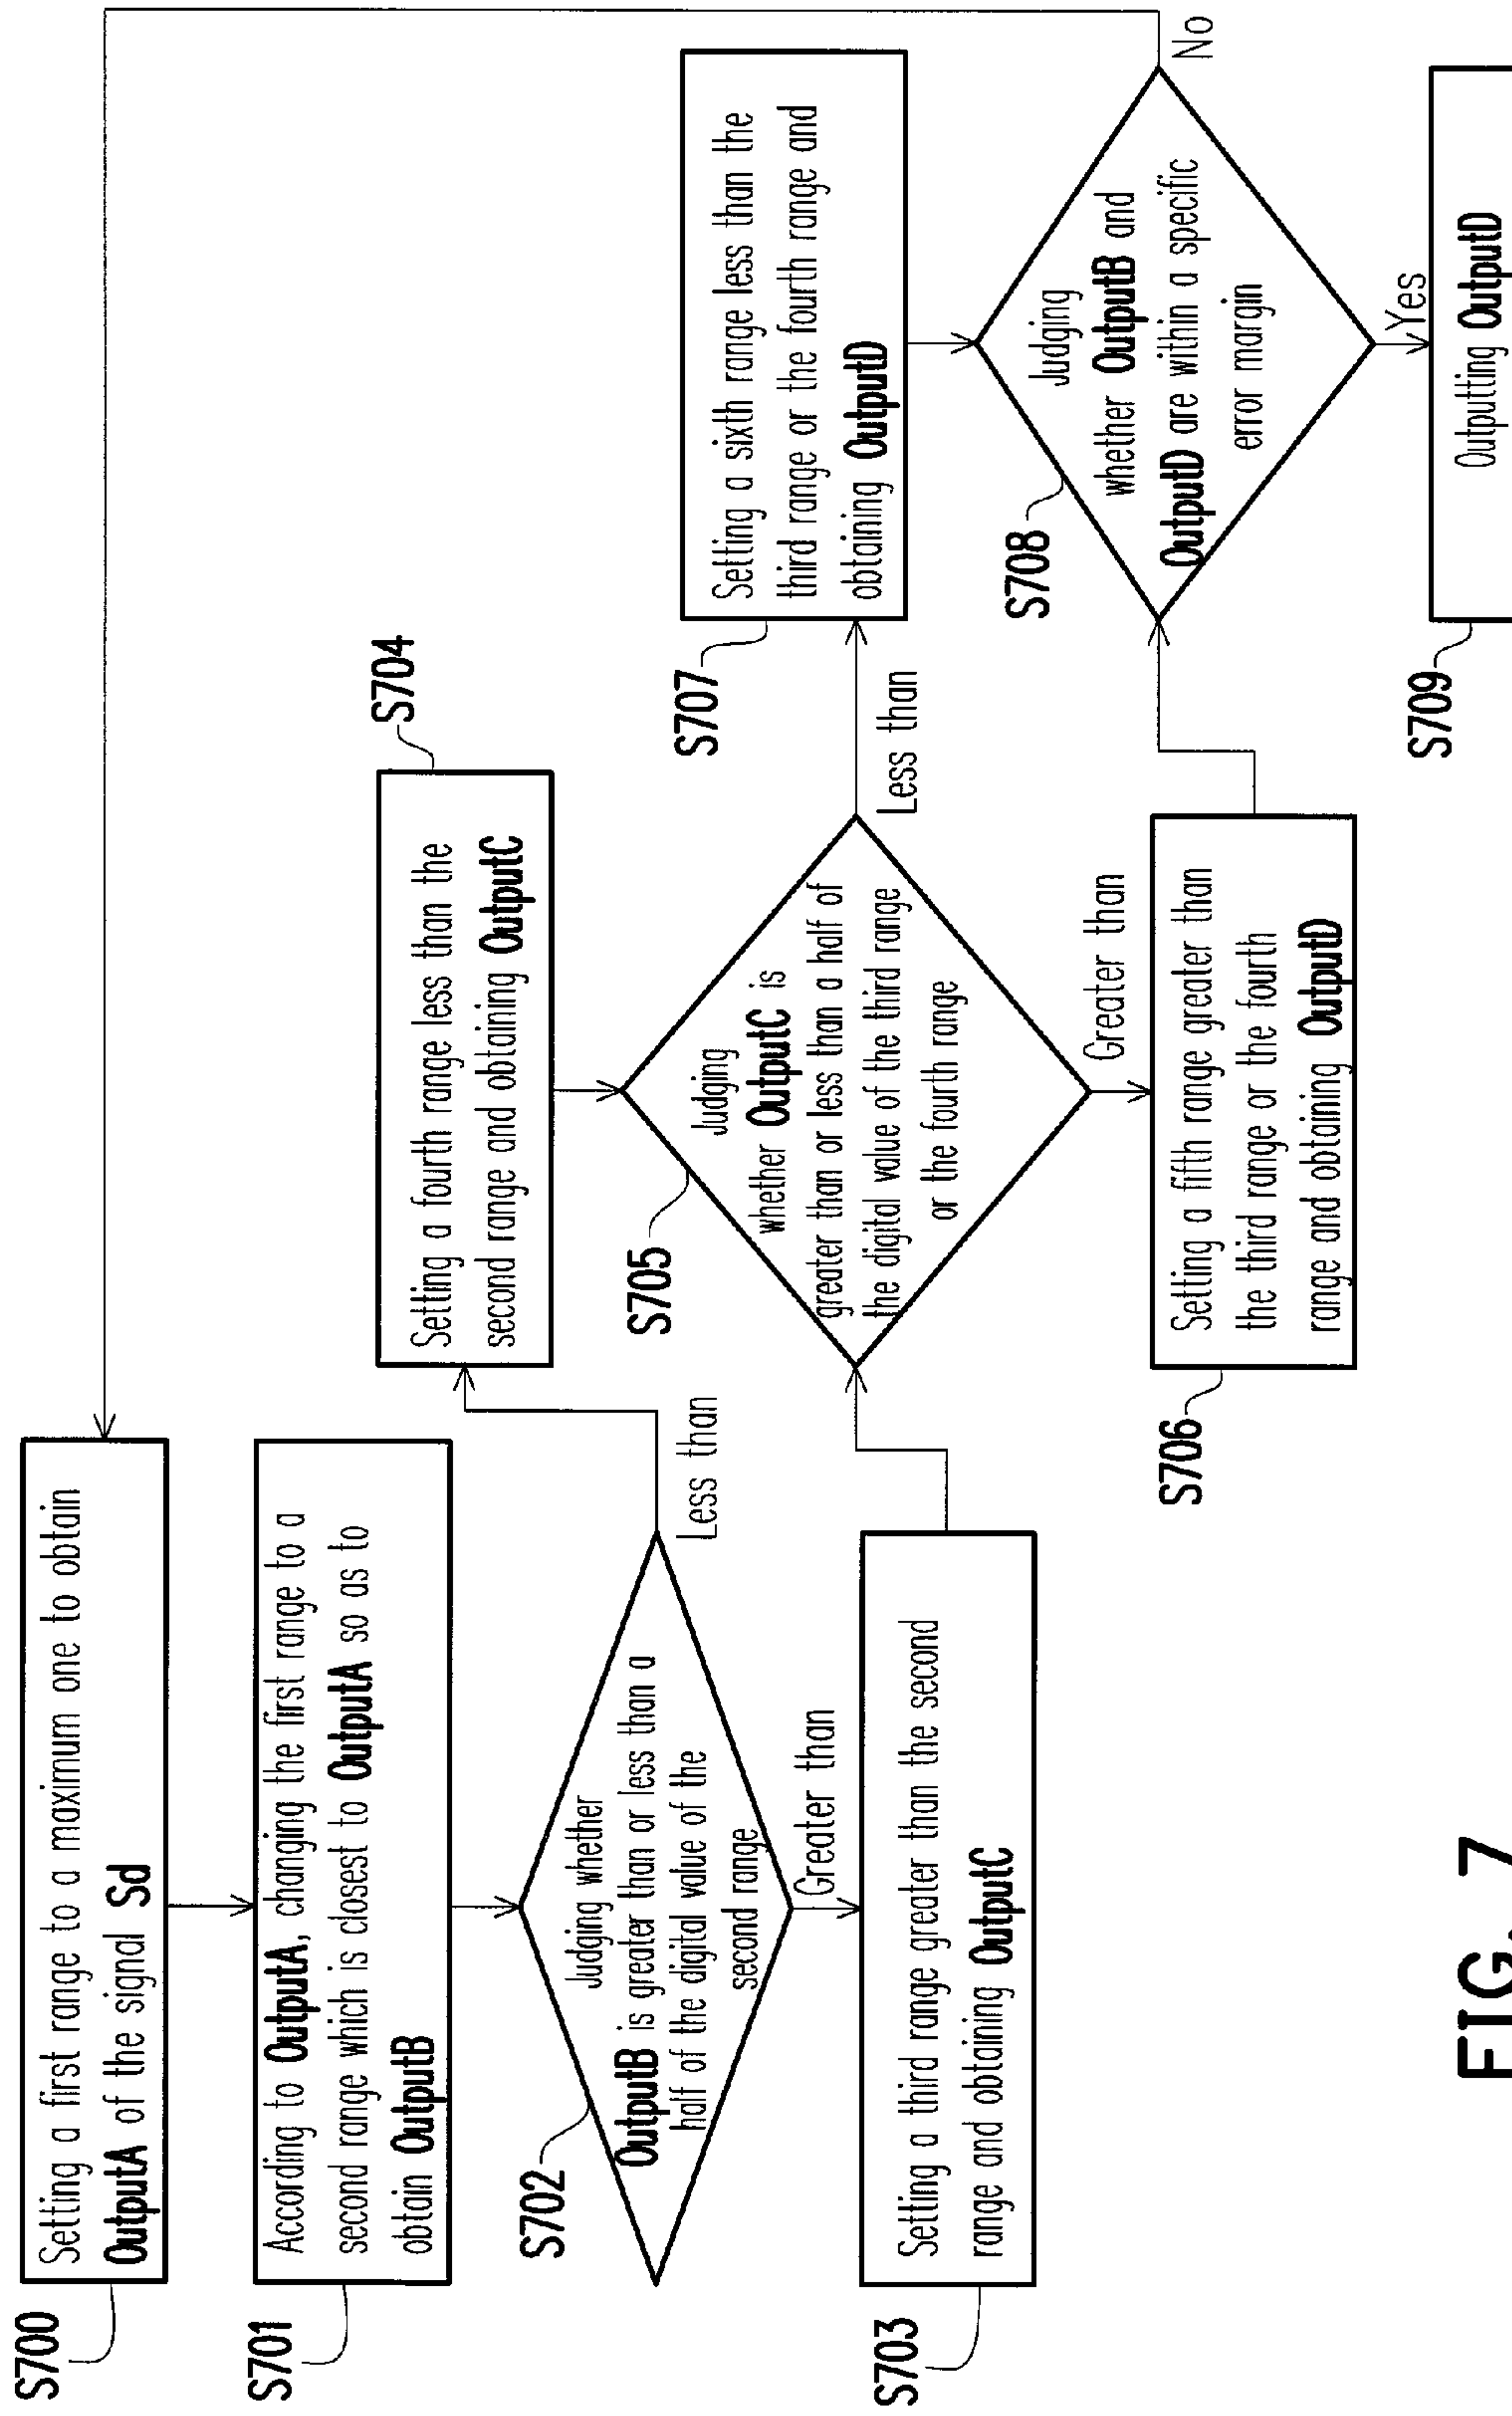 S700
Setting a first range to a maximum one to obtain
OutputA of the signal Sd
S701
According to OutputA, changing the first range to a
second range which is closest to OutputA so as to
obtain OutputB
S702
Judging whether
OutputB is greater than or less than a
half of the digital value of the
second range
Less than
Greater than
S703
Setting a third range greater than the second
range and obtaining OutputC
S704
Setting a fourth range less than the
second range and obtaining OutputC
S705
Judging
whether OutputC is
greater than or less than a half of
the digital value of the third range
or the fourth range
Less than
Greater than
S706
Setting a fifth range greater than
the third range or the fourth
range and obtaining OutputD
S707
Setting a sixth range less than the
third range or the fourth range and
obtaining OutputD
S708
Judging
whether OutputB and
OutputD are within a specific
error margin
No
Yes
S709
Outputting OutputD
FIG. 7